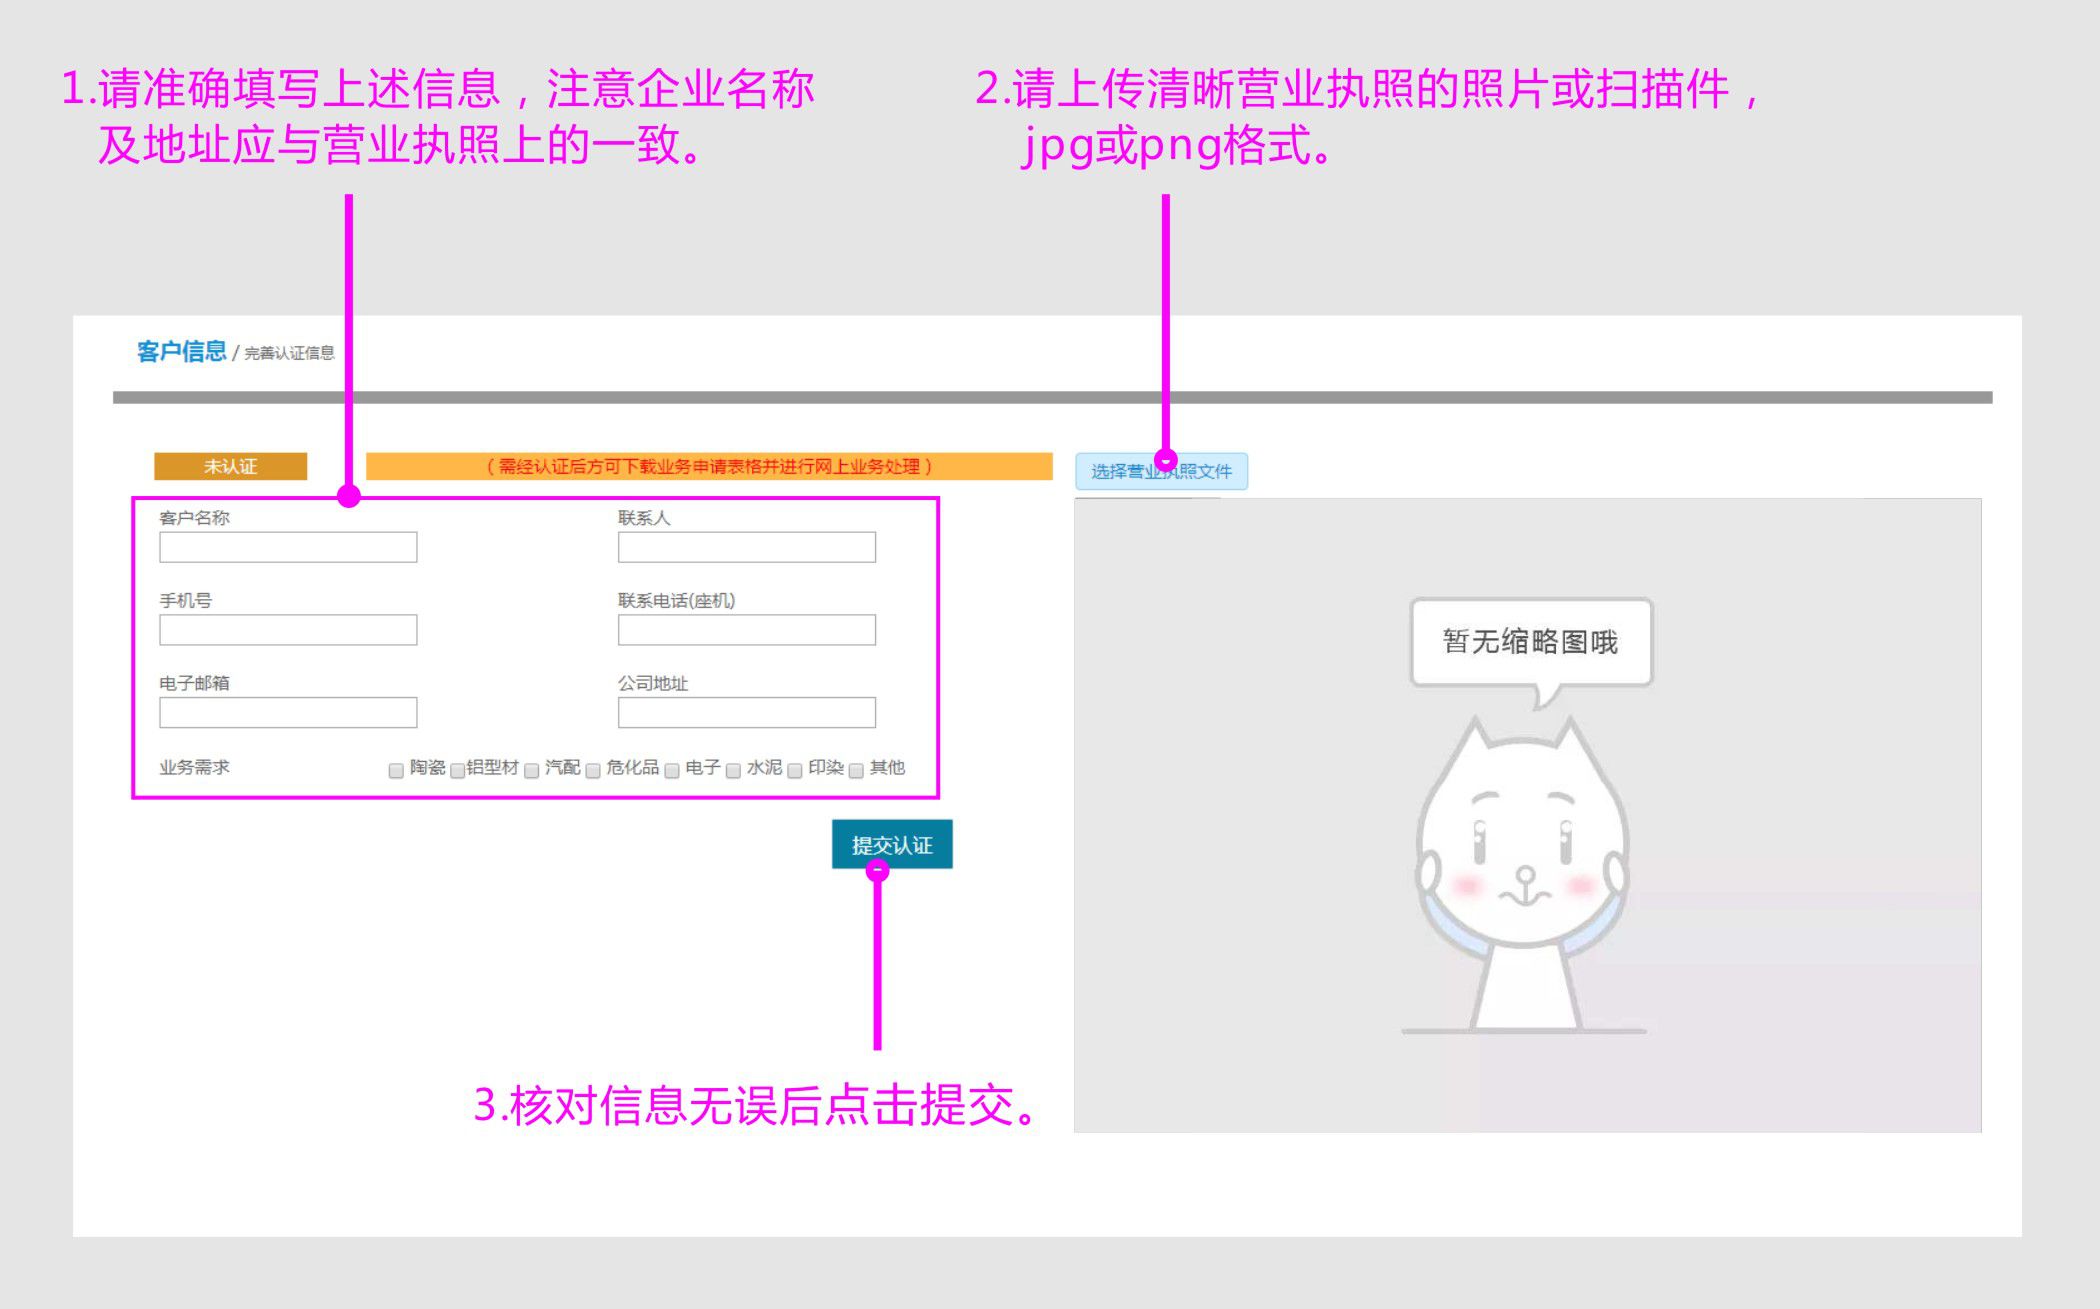 1.请准确填写上述信息，注意企业名称
及地址应与营业执照上的一致。
2.请上传清晰营业执照的照片或扫描件，
jpg或png格式。
客户信息 / 完善认证信息
未认证
（需经认证后方可下载业务申请表格并进行网上业务处理）
选择营业执照文件
客户名称
联系人
手机号
联系电话(座机)
电子邮箱
公司地址
业务需求 陶瓷 铝型材 汽配 危化品 电子 水泥 印染 其他
提交认证
暂无缩略图哦
3.核对信息无误后点击提交。